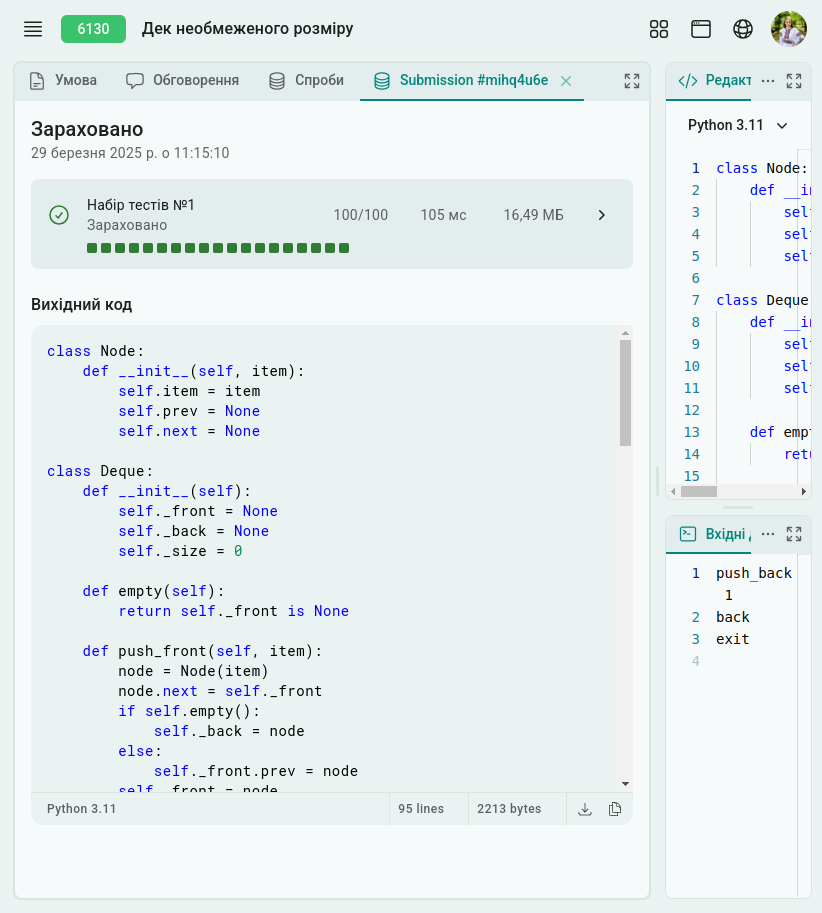 6130 Дек необмеженого розміру
Умова Обговорення Спроби Submission #mihq4u6e
Зараховано
29 березня 2025 р. о 11:15:10
Набір тестів №1
Зараховано
100/100 105 мс 16,49 МБ
Вихідний код
class Node:
    def __init__(self, item):
        self.item = item
        self.prev = None
        self.next = None
class Deque:
    def __init__(self):
        self._front = None
        self._back = None
        self._size = 0
    def empty(self):
        return self._front is None
    def push_front(self, item):
        node = Node(item)
        node.next = self._front
        if self.empty():
            self._back = node
        else:
            self._front.prev = node
        self._front = node
Python 3.11 95 lines 2213 bytes
</> Редакт ...
Python 3.11
1 class Node:
2     def __i
3         sel
4         sel
5         sel
6
7 class Deque
8     def __i
9         sel
10         sel
11         sel
12
13     def emp
14         ret
15
Вхідні ...
1 push_back
1
2 back
3 exit
4